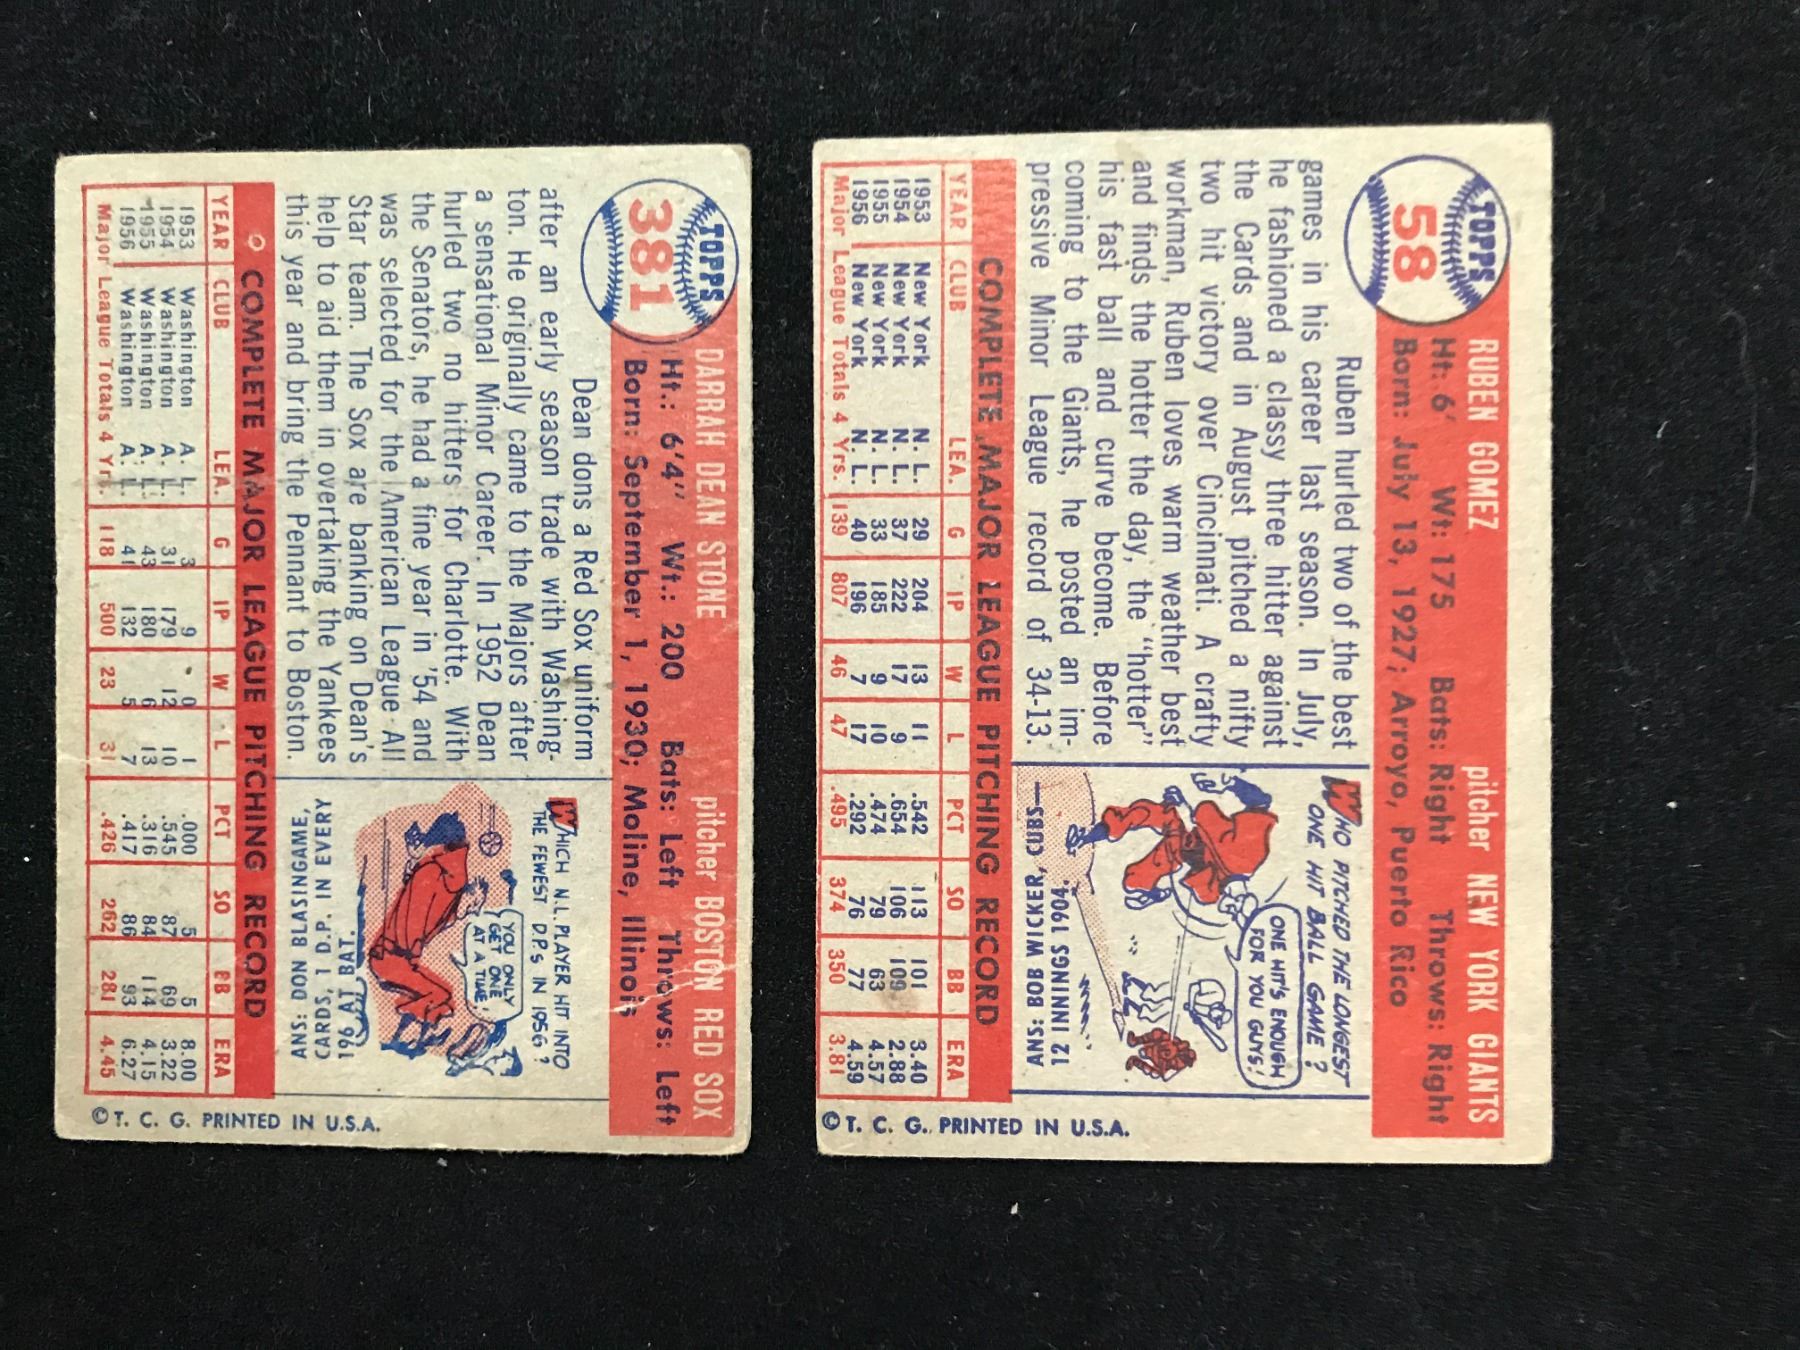 TOPPS
58
RUBEN GOMEZ pitcher NEW YORK GIANTS
Ht: 6' Wt: 175 Bats: Right Throws: Right
Born: July 13, 1927; Arroyo, Puerto Rico
Ruben hurled two of the best
games in his career last season. In July,
he fashioned a classy three hitter against
the Cards and in August pitched a nifty
two hit victory over Cincinnati. A crafty
workman, Ruben loves warm weather best
and finds the hotter the day, the "hotter"
his fast ball and curve become. Before
coming to the Giants, he posted an im-
pressive Minor League record of 34-13.
WHO PITCHED THE LONGEST
ONE HIT BALL GAME?
ONE HIT'S ENOUGH
FOR YOU GUYS!
ANS: BOB WICKER, CUBS—
12 INNINGS 1904.
COMPLETE MAJOR LEAGUE PITCHING RECORD
YEAR CLUB LEA. G IP W L PCT SO BB ERA
1953 New York N. L. 29 204 13 11 .542 113 101 3.40
1954 New York N. L. 37 222 17 9 .654 106 109 2.88
1955 New York N. L. 33 185 9 10 .474 79 63 4.57
1956 New York N. L. 40 196 7 17 .292 76 77 4.59
Major League Totals 4 Yrs. 139 807 46 47 .495 374 350 3.81
© T. C. G. PRINTED IN U.S.A.
TOPPS
381
DARRAH DEAN STONE pitcher BOSTON RED SOX
Ht.: 6'4" Wt.: 200 Bats: Left Throws: Left
Born: September 1, 1930; Moline, Illinois
Dean dons a Red Sox uniform
after an early season trade with Washing-
ton. He originally came to the Majors after
a sensational Minor Career. In 1952 Dean
hurled two no hitters for Charlotte. With
the Senators, he had a fine year in '54 and
was selected for the American League All
Star team. The Sox are banking on Dean's
help to aid them in overtaking the Yankees
this year and bring the Pennant to Boston.
WHICH N.L. PLAYER HIT INTO
THE FEWEST D.P.s IN 1956?
YOU ONLY
GET ONE
AT A TIME
ANS: DON BLASINGAME,
CARDS, 1 D.P. IN EVERY
196 AT BAT.
COMPLETE MAJOR LEAGUE PITCHING RECORD
YEAR CLUB LEA. G IP W L PCT SO BB ERA
1953 Washington A. L. 3 9 0 1 .000 5 5 8.00
1954 Washington A. L. 31 179 12 10 .545 87 69 3.22
1955 Washington A. L. 43 180 6 13 .316 84 114 4.15
1956 Washington A. L. 41 132 5 7 .417 86 93 6.27
Major League Totals 4 Yrs. 118 500 23 31 .426 262 281 4.45
© T. C. G. PRINTED IN U.S.A.